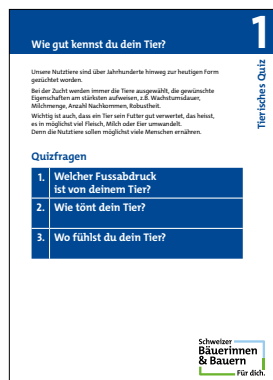 1
Wie gut kennst du dein Tier?
Tierisches Quiz
Unsere Nutztiere sind über Jahrhunderte hinweg zur heutigen Form
gezüchtet worden.
Bei der Zucht werden immer die Tiere ausgewählt, die gewünschte
Eigenschaften am stärksten aufweisen, z.B. Wachstumsdauer,
Milchmenge, Anzahl Nachkommen, Robustheit.
Wichtig ist auch, dass ein Tier sein Futter gut verwertet, das heisst,
es in möglichst viel Fleisch, Milch oder Eier umwandelt.
Denn die Nutztiere sollen möglichst viele Menschen ernähren.
Quizfragen
1. Welcher Fussabdruck
ist von deinem Tier?
2. Wie tönt dein Tier?
3. Wo fühlst du dein Tier?
Schweizer
Bäuerinnen
& Bauern
Für dich.